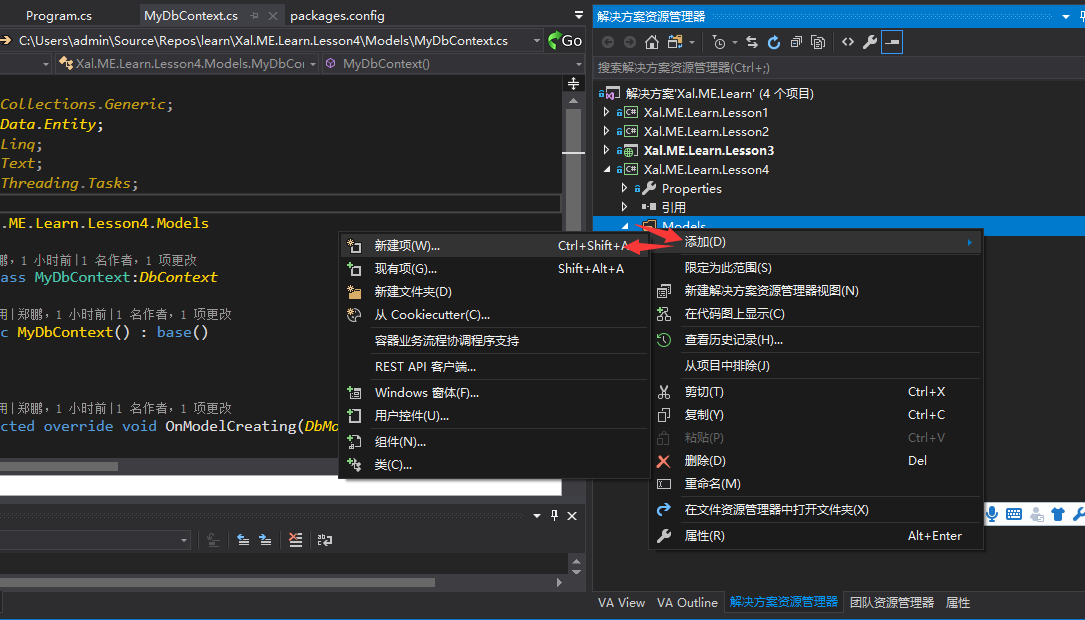 Program.cs MyDbContext.cs packages.config
C:\Users\admin\Source\Repos\learn\Xal.ME.Learn.Lesson4\Models\MyDbContext.cs Go
Xal.ME.Learn.Lesson4.Models.MyDbCoı MyDbContext()
Collections.Generic;
Data.Entity;
Linq;
Text;
Threading.Tasks;
.ME.Learn.Lesson4.Models
鹏，1 小时前|1 名作者，1 项更改
ass MyDbContext:DbContext
用|郑鹏，1 小时前|1 名作者，1 项更改
c MyDbContext() : base()
用|郑鹏，1 小时前|1 名作者，1 项更改
cted override void OnModelCreating(DbMo
解决方案资源管理器
搜索解决方案资源管理器(Ctrl+;)
解决方案'Xal.ME.Learn' (4 个项目)
Xal.ME.Learn.Lesson1
Xal.ME.Learn.Lesson2
Xal.ME.Learn.Lesson3
Xal.ME.Learn.Lesson4
Properties
引用
Models
新建项(W)... Ctrl+Shift+A
现有项(G)... Shift+Alt+A
新建文件夹(D)
从 Cookiecutter(C)...
容器业务流程协调程序支持
REST API 客户端...
Windows 窗体(F)...
用户控件(U)...
组件(N)...
类(C)...
添加(D)
限定为此范围(S)
新建解决方案资源管理器视图(N)
在代码图上显示(C)
查看历史记录(H)...
从项目中排除(J)
剪切(T) Ctrl+X
复制(Y) Ctrl+C
粘贴(P) Ctrl+V
删除(D) Del
重命名(M)
在文件资源管理器中打开文件夹(X)
属性(R) Alt+Enter
VA View VA Outline 解决方案资源管理器 团队资源管理器 属性